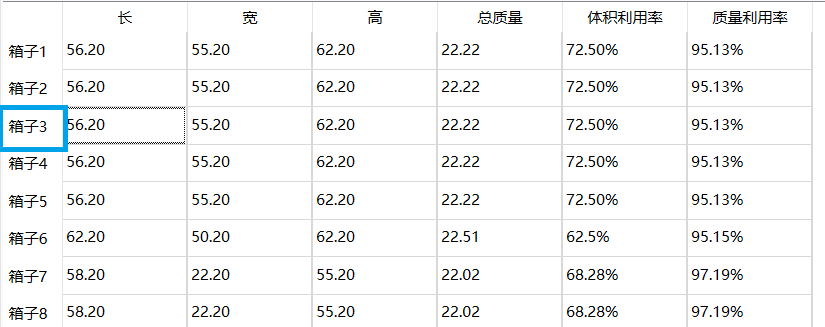 长 宽 高 总质量 体积利用率 质量利用率
箱子1 56.20 55.20 62.20 22.22 72.50% 95.13%
箱子2 56.20 55.20 62.20 22.22 72.50% 95.13%
箱子3 56.20 55.20 62.20 22.22 72.50% 95.13%
箱子4 56.20 55.20 62.20 22.22 72.50% 95.13%
箱子5 56.20 55.20 62.20 22.22 72.50% 95.13%
箱子6 62.20 50.20 62.20 22.51 62.5% 95.15%
箱子7 58.20 22.20 55.20 22.02 68.28% 97.19%
箱子8 58.20 22.20 55.20 22.02 68.28% 97.19%